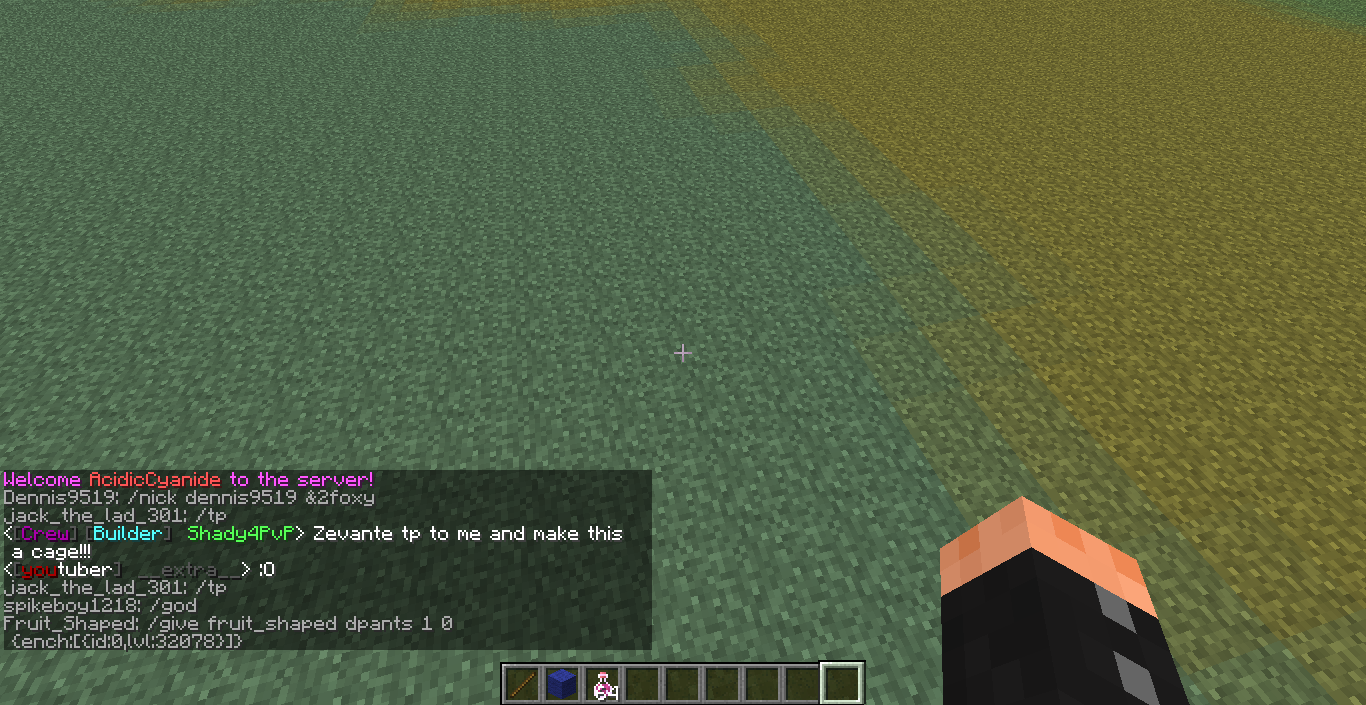 Welcome AcidicCyanide to the server!
Dennis9519: /nick dennis9519 &2foxy
jack_the_lad_301: /tp
<[Crew] [Builder] Shady4PvP> Zevante tp to me and make this
a cage!!!
<[youtuber] __extra__> :O
jack_the_lad_301: /tp
spikeboy1218: /god
Fruit_Shaped: /give fruit_shaped dpants 1 0
{ench:[{id:0,lvl:32078}]}
64